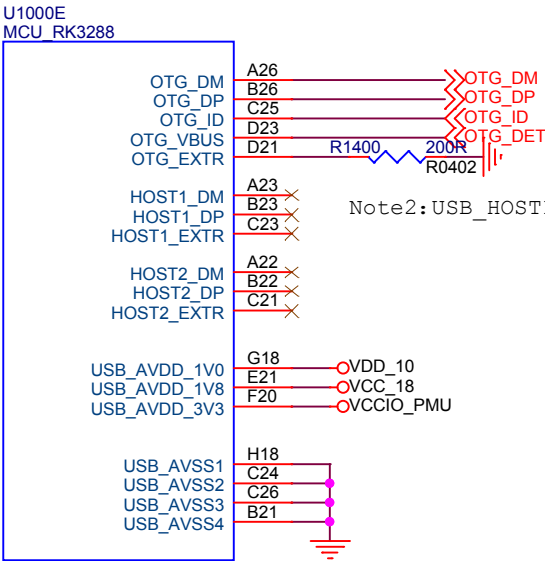 U1000E
MCU_RK3288
OTG_DM A26 OTG_DM
OTG_DP B26 OTG_DP
OTG_ID C25 OTG_ID
OTG_VBUS D23 OTG_DET
OTG_EXTR D21 R1400 200R
R0402
HOST1_DM A23
HOST1_DP B23
HOST1_EXTR C23
Note2:USB_HOST1
HOST2_DM A22
HOST2_DP B22
HOST2_EXTR C21
USB_AVDD_1V0 G18 VDD_10
USB_AVDD_1V8 E21 VCC_18
USB_AVDD_3V3 F20 VCCIO_PMU
USB_AVSS1 H18
USB_AVSS2 C24
USB_AVSS3 C26
USB_AVSS4 B21